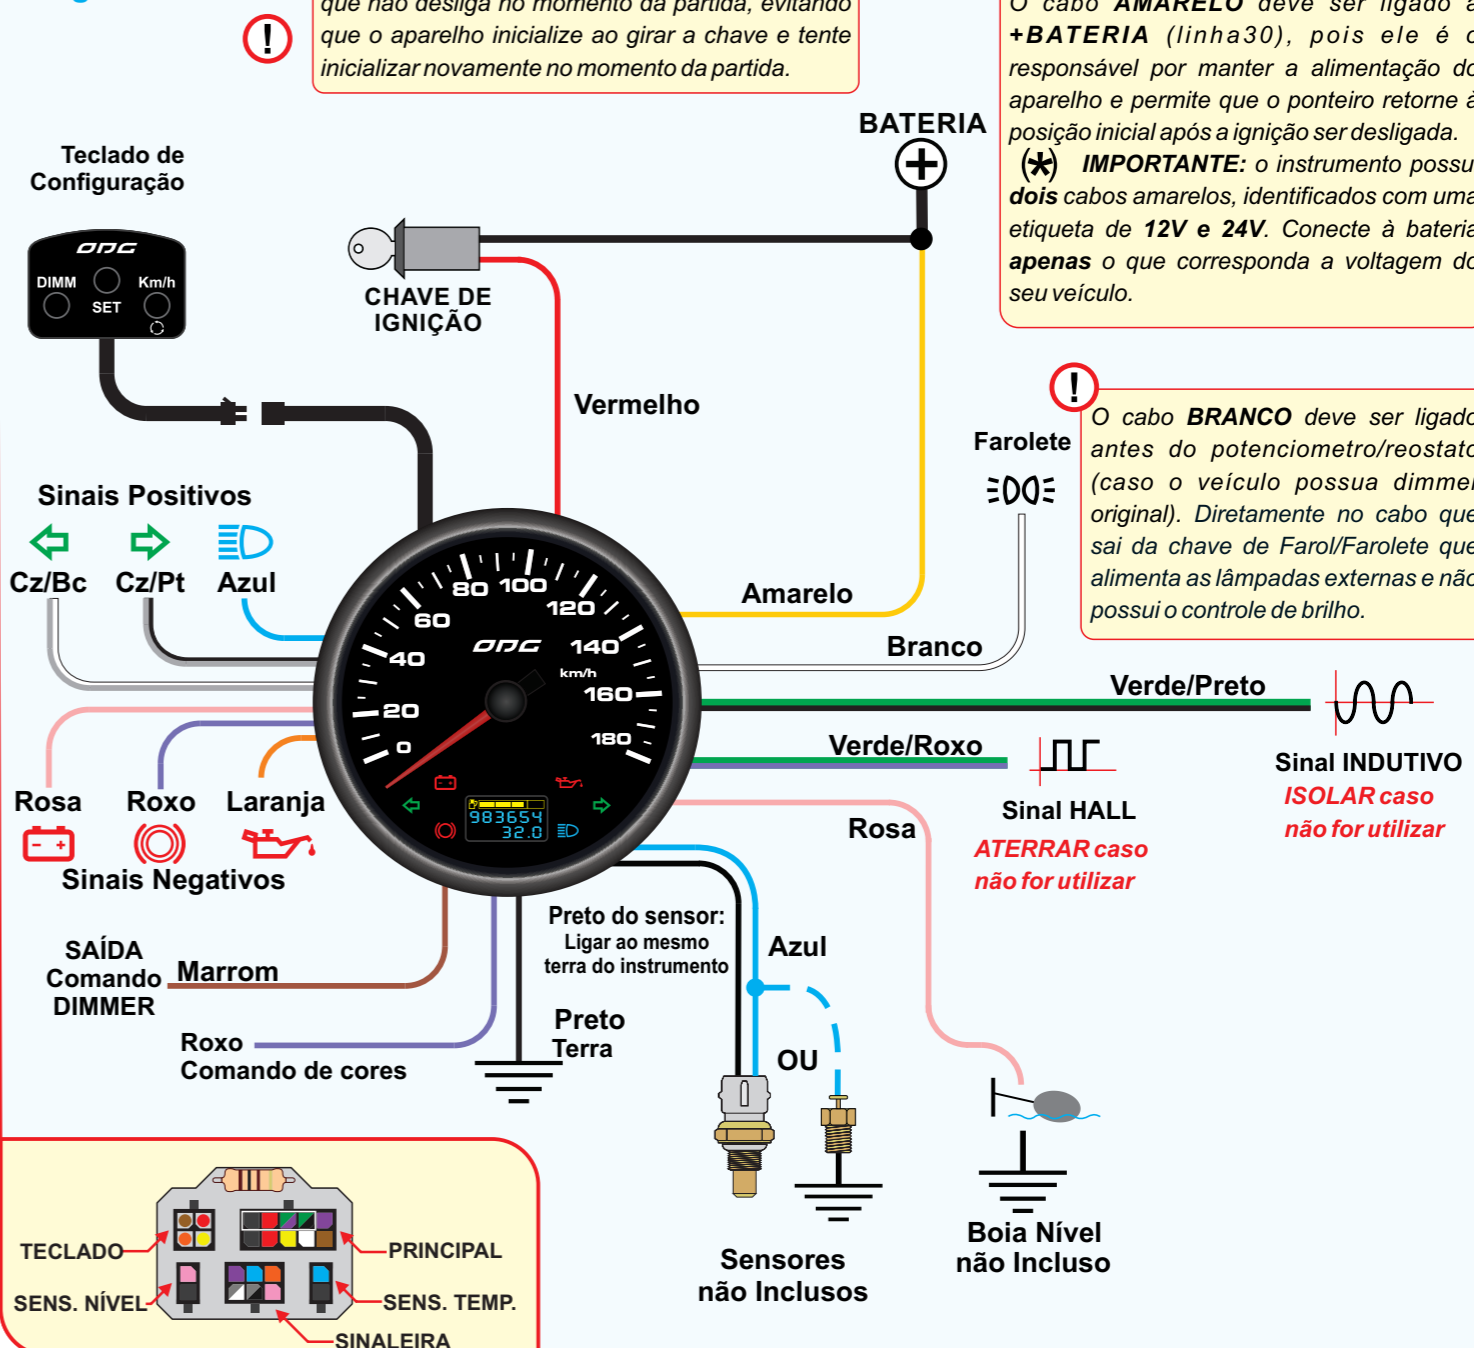 que não desliga no momento da partida, evitando
que o aparelho inicialize ao girar a chave e tente
inicializar novamente no momento da partida.
O cabo AMARELO deve ser ligado a
+BATERIA (linha30), pois ele é o
responsável por manter a alimentação do
aparelho e permite que o ponteiro retorne à
posição inicial após a ignição ser desligada.
(*) IMPORTANTE: o instrumento possui
dois cabos amarelos, identificados com uma
etiqueta de 12V e 24V. Conecte à bateria
apenas o que corresponda a voltagem do
seu veículo.
BATERIA
Teclado de
Configuração
ODG
DIMM
SET
Km/h
CHAVE DE
IGNIÇÃO
Vermelho
Farolete
O cabo BRANCO deve ser ligado
antes do potenciometro/reostato
(caso o veículo possua dimmer
original). Diretamente no cabo que
sai da chave de Farol/Farolete que
alimenta as lâmpadas externas e não
possui o controle de brilho.
Sinais Positivos
Cz/Bc
Cz/Pt
Azul
Amarelo
Branco
Verde/Preto
Verde/Roxo
0
20
40
60
80
100
120
140
160
180
ODG
km/h
983654
32.0
Sinal INDUTIVO
ISOLAR caso
não for utilizar
Sinal HALL
ATERRAR caso
não for utilizar
Rosa
Rosa
Roxo
Laranja
Sinais Negativos
SAÍDA
Comando
DIMMER
Marrom
Roxo
Comando de cores
Preto do sensor:
Ligar ao mesmo
terra do instrumento
Azul
Preto
Terra
OU
Sensores
não Inclusos
Boia Nível
não Incluso
TECLADO
PRINCIPAL
SENS. NÍVEL
SENS. TEMP.
SINALEIRA